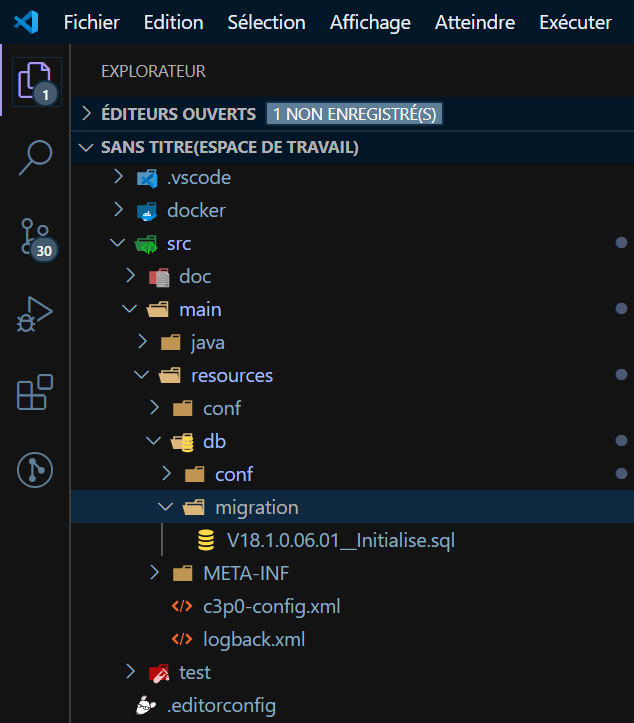 Fichier Edition Sélection Affichage Atteindre Exécuter
EXPLORATEUR
1
ÉDITEURS OUVERTS 1 NON ENREGISTRÉ(S)
SANS TITRE(ESPACE DE TRAVAIL)
.vscode
docker
src
30
doc
main
java
resources
conf
db
conf
migration
V18.1.0.06.01__Initialise.sql
META-INF
c3p0-config.xml
logback.xml
test
.editorconfig